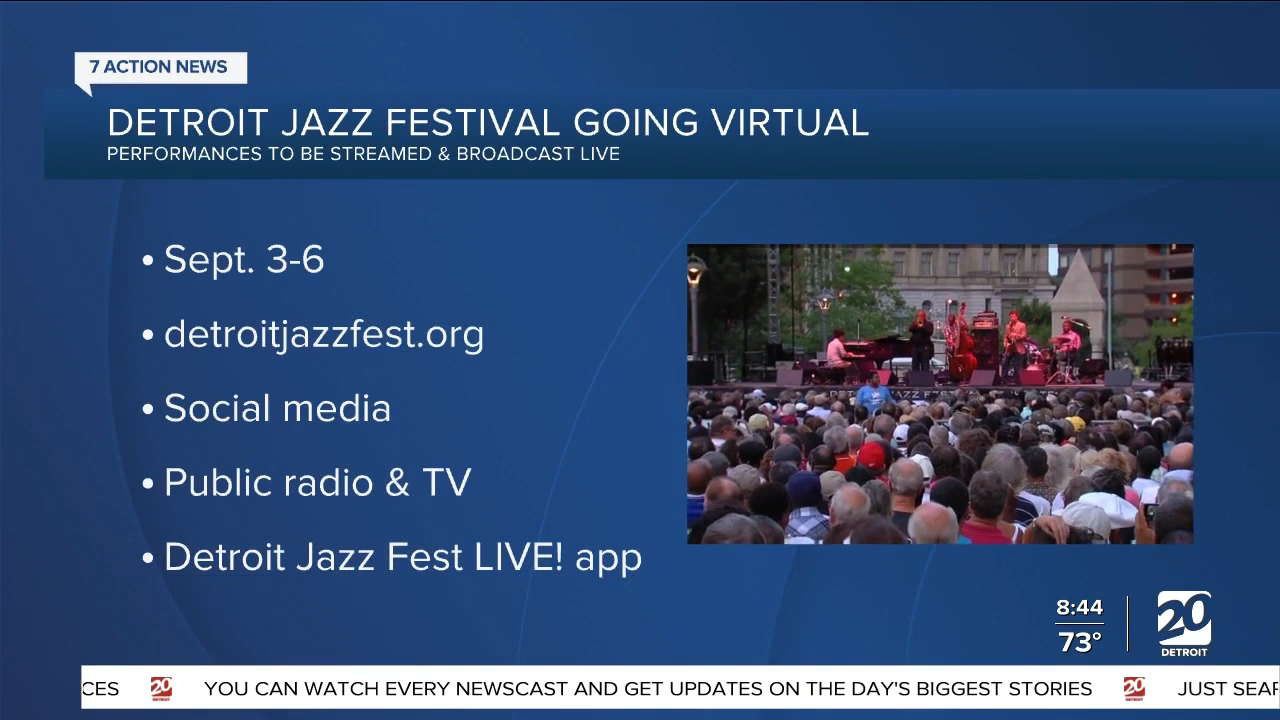 7 ACTION NEWS
DETROIT JAZZ FESTIVAL GOING VIRTUAL
PERFORMANCES TO BE STREAMED & BROADCAST LIVE
• Sept. 3-6
• detroitjazzfest.org
• Social media
• Public radio & TV
• Detroit Jazz Fest LIVE! app
8:44
73°
20
DETROIT
CES 20 YOU CAN WATCH EVERY NEWSCAST AND GET UPDATES ON THE DAY'S BIGGEST STORIES 20 JUST SEAR